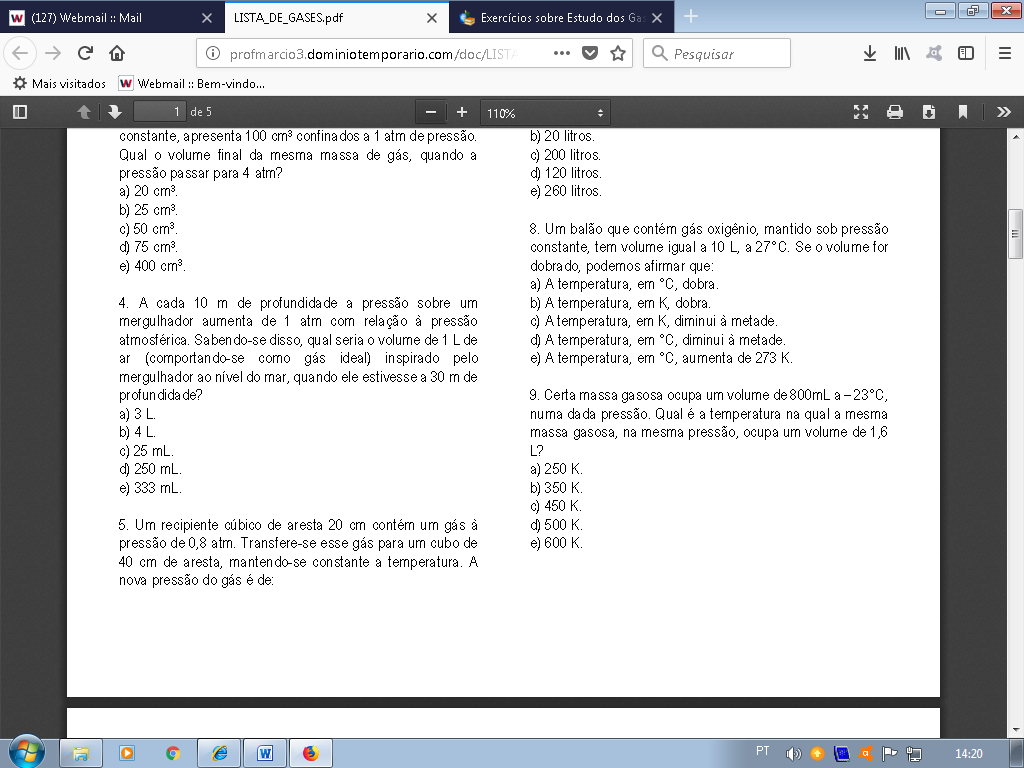 (127) Webmail :: Mail
LISTA_DE_GASES.pdf
Exercícios sobre Estudo dos Ga
profmarcio3.dominiotemporario.com/doc/LIST
Pesquisar
Mais visitados
Webmail :: Bem-vindo...
1
de 5
110%
constante, apresenta 100 cm³ confinados a 1 atm de pressão.
Qual o volume final da mesma massa de gás, quando a
pressão passar para 4 atm?
a) 20 cm³.
b) 25 cm³.
c) 50 cm³.
d) 75 cm³.
e) 400 cm³.
4. A cada 10 m de profundidade a pressão sobre um
mergulhador aumenta de 1 atm com relação à pressão
atmosférica. Sabendo-se disso, qual seria o volume de 1 L de
ar (comportando-se como gás ideal) inspirado pelo
mergulhador ao nível do mar, quando ele estivesse a 30 m de
profundidade?
a) 3 L.
b) 4 L.
c) 25 mL.
d) 250 mL.
e) 333 mL.
5. Um recipiente cúbico de aresta 20 cm contém um gás à
pressão de 0,8 atm. Transfere-se esse gás para um cubo de
40 cm de aresta, mantendo-se constante a temperatura. A
nova pressão do gás é de:
b) 20 litros.
c) 200 litros.
d) 120 litros.
e) 260 litros.
8. Um balão que contém gás oxigênio, mantido sob pressão
constante, tem volume igual a 10 L, a 27°C. Se o volume for
dobrado, podemos afirmar que:
a) A temperatura, em °C, dobra.
b) A temperatura, em K, dobra.
c) A temperatura, em K, diminui à metade.
d) A temperatura, em °C, diminui à metade.
e) A temperatura, em °C, aumenta de 273 K.
9. Certa massa gasosa ocupa um volume de 800mL a – 23°C,
numa dada pressão. Qual é a temperatura na qual a mesma
massa gasosa, na mesma pressão, ocupa um volume de 1,6
L?
a) 250 K.
b) 350 K.
c) 450 K.
d) 500 K.
e) 600 K.
PT
14:20